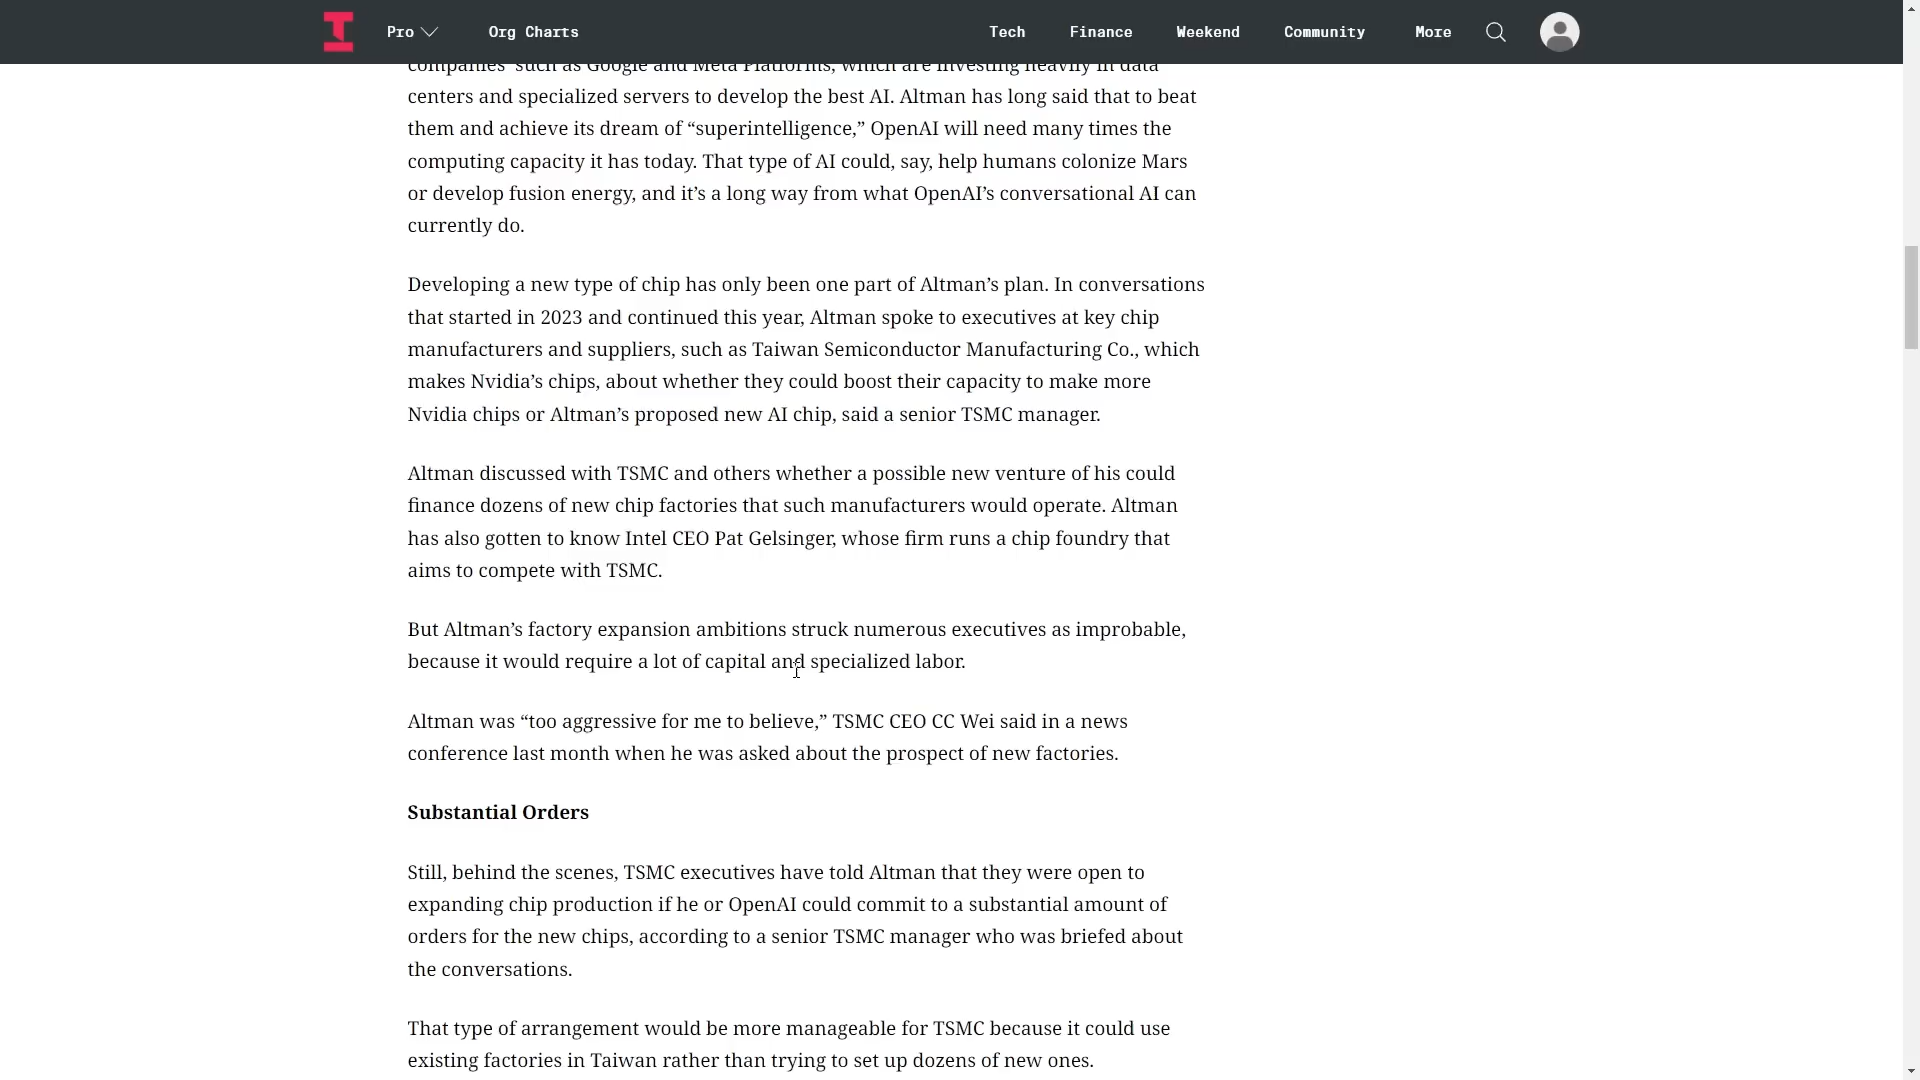 Pro
Org Charts
Tech
Finance
Weekend
Community
More
companies such as Google and Meta Platforms, which are investing heavily in data
centers and specialized servers to develop the best AI. Altman has long said that to beat
them and achieve its dream of “superintelligence,” OpenAI will need many times the
computing capacity it has today. That type of AI could, say, help humans colonize Mars
or develop fusion energy, and it’s a long way from what OpenAI’s conversational AI can
currently do.
Developing a new type of chip has only been one part of Altman’s plan. In conversations
that started in 2023 and continued this year, Altman spoke to executives at key chip
manufacturers and suppliers, such as Taiwan Semiconductor Manufacturing Co., which
makes Nvidia’s chips, about whether they could boost their capacity to make more
Nvidia chips or Altman’s proposed new AI chip, said a senior TSMC manager.
Altman discussed with TSMC and others whether a possible new venture of his could
finance dozens of new chip factories that such manufacturers would operate. Altman
has also gotten to know Intel CEO Pat Gelsinger, whose firm runs a chip foundry that
aims to compete with TSMC.
But Altman’s factory expansion ambitions struck numerous executives as improbable,
because it would require a lot of capital and specialized labor.
Altman was “too aggressive for me to believe,” TSMC CEO CC Wei said in a news
conference last month when he was asked about the prospect of new factories.
Substantial Orders
Still, behind the scenes, TSMC executives have told Altman that they were open to
expanding chip production if he or OpenAI could commit to a substantial amount of
orders for the new chips, according to a senior TSMC manager who was briefed about
the conversations.
That type of arrangement would be more manageable for TSMC because it could use
existing factories in Taiwan rather than trying to set up dozens of new ones.